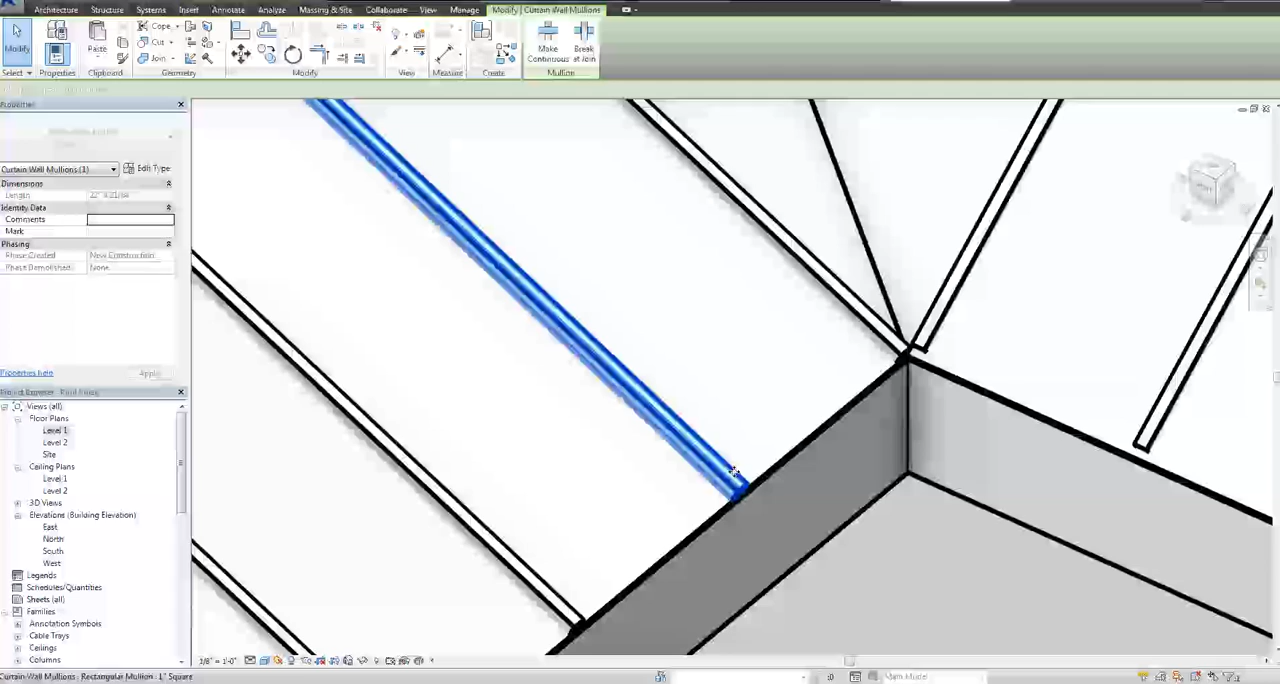 Architecture Structure Systems Insert Annotate Analyze Massing & Site Collaborate View Manage Modify | Curtain Wall Mullions
Modify Paste Cope Cut Join Make Continuous Break at Join
Select Properties Clipboard Geometry Modify View Measure Create Mullion
Properties
Curtain Wall Mullions (1) Edit Type
Dimensions
Length
Identity Data
Comments
Mark
Phasing
Phase Created New Construction
Phase Demolished None
Properties help Apply
Views (all)
Floor Plans
Level 1
Level 2
Site
Ceiling Plans
Level 1
Level 2
3D Views
Elevations (Building Elevation)
East
North
South
West
Legends
Schedules/Quantities
Sheets (all)
Families
Annotation Symbols
Cable Trays
Ceilings
Columns
1/8" = 1'-0"
Curtain Wall Mullions : Rectangular Mullion : 1" Square
:0
Main Model